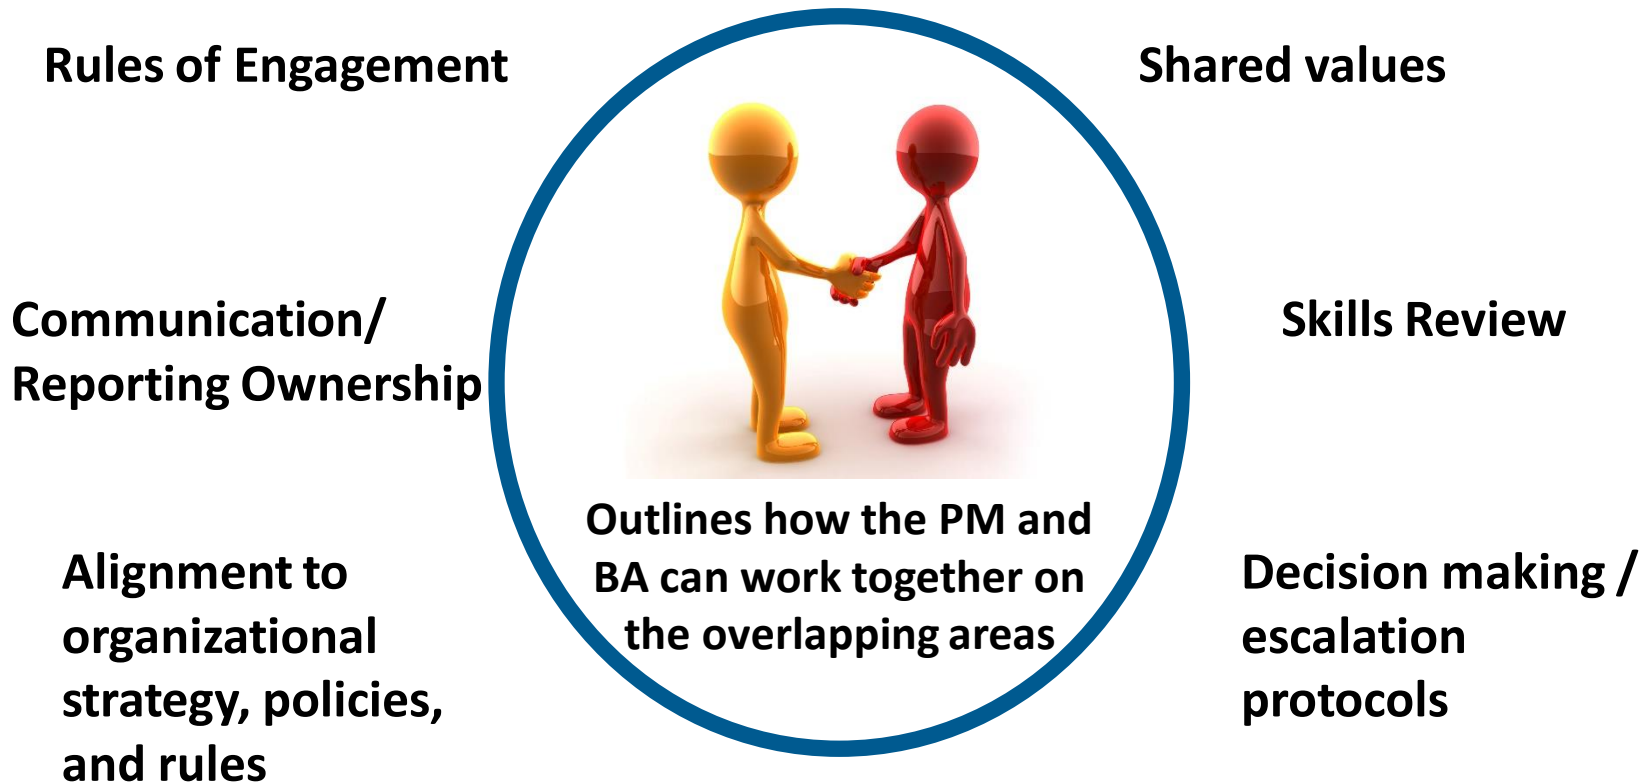 Rules of Engagement
Shared values
Communication/
Reporting Ownership
Skills Review
Outlines how the PM and
BA can work together on
the overlapping areas
Alignment to
organizational
strategy, policies,
and rules
Decision making /
escalation
protocols